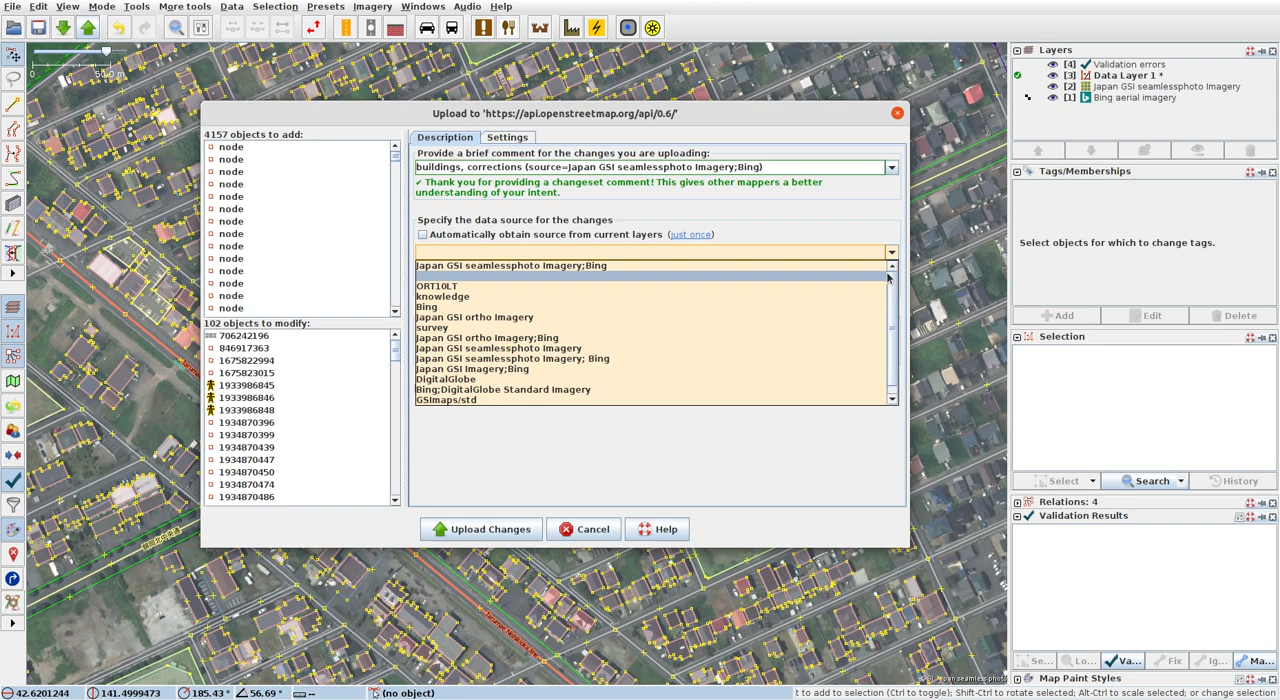 File Edit View Mode Tools More tools Data Selection Presets Imagery Windows Audio Help
0
50.0 m
Upload to 'https://api.openstreetmap.org/api/0.6/'
4157 objects to add:
node
node
node
node
node
node
node
node
node
node
node
node
node
node
102 objects to modify:
706242196
846917363
1675822994
1675823015
1933986845
1933986846
1933986848
1934870396
1934870399
1934870439
1934870447
1934870450
1934870474
1934870486
Description Settings
Provide a brief comment for the changes you are uploading:
buildings, corrections (source=Japan GSI seamlessphoto Imagery;Bing)
✔ Thank you for providing a changeset comment! This gives other mappers a better
understanding of your intent.
Specify the data source for the changes
Automatically obtain source from current layers (just once)
Japan GSI seamlessphoto Imagery;Bing
ORT10LT
knowledge
Bing
Japan GSI ortho Imagery
survey
Japan GSI ortho Imagery;Bing
Japan GSI seamlessphoto Imagery
Japan GSI seamlessphoto Imagery; Bing
Japan GSI Imagery;Bing
DigitalGlobe
Bing;DigitalGlobe Standard Imagery
GSImaps/std
Upload Changes Cancel Help
Layers
[4] Validation errors
[3] Data Layer 1 *
[2] Japan GSI seamlessphoto Imagery
[1] Bing aerial imagery
Tags/Memberships
Select objects for which to change tags.
Add Edit Delete
Selection
Select Search History
Relations: 4
Validation Results
Se... Lo... Va... Fix Ig... Ma...
Map Paint Styles
42.6201244 141.4999473 185.43 ° 56.69 ° -- (no object)
t to add to selection (Ctrl to toggle); Shift-Ctrl to rotate selected; Alt-Ctrl to scale selected; or change selection